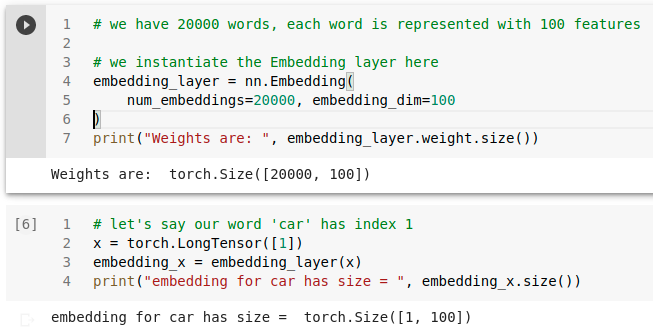 1 # we have 20000 words, each word is represented with 100 features
2
3 # we instantiate the Embedding layer here
4 embedding_layer = nn.Embedding(
5     num_embeddings=20000, embedding_dim=100
6 )
7 print("Weights are: ", embedding_layer.weight.size())
Weights are:  torch.Size([20000, 100])
[6] 1 # let's say our word 'car' has index 1
2 x = torch.LongTensor([1])
3 embedding_x = embedding_layer(x)
4 print("embedding for car has size = ", embedding_x.size())
embedding for car has size =  torch.Size([1, 100])